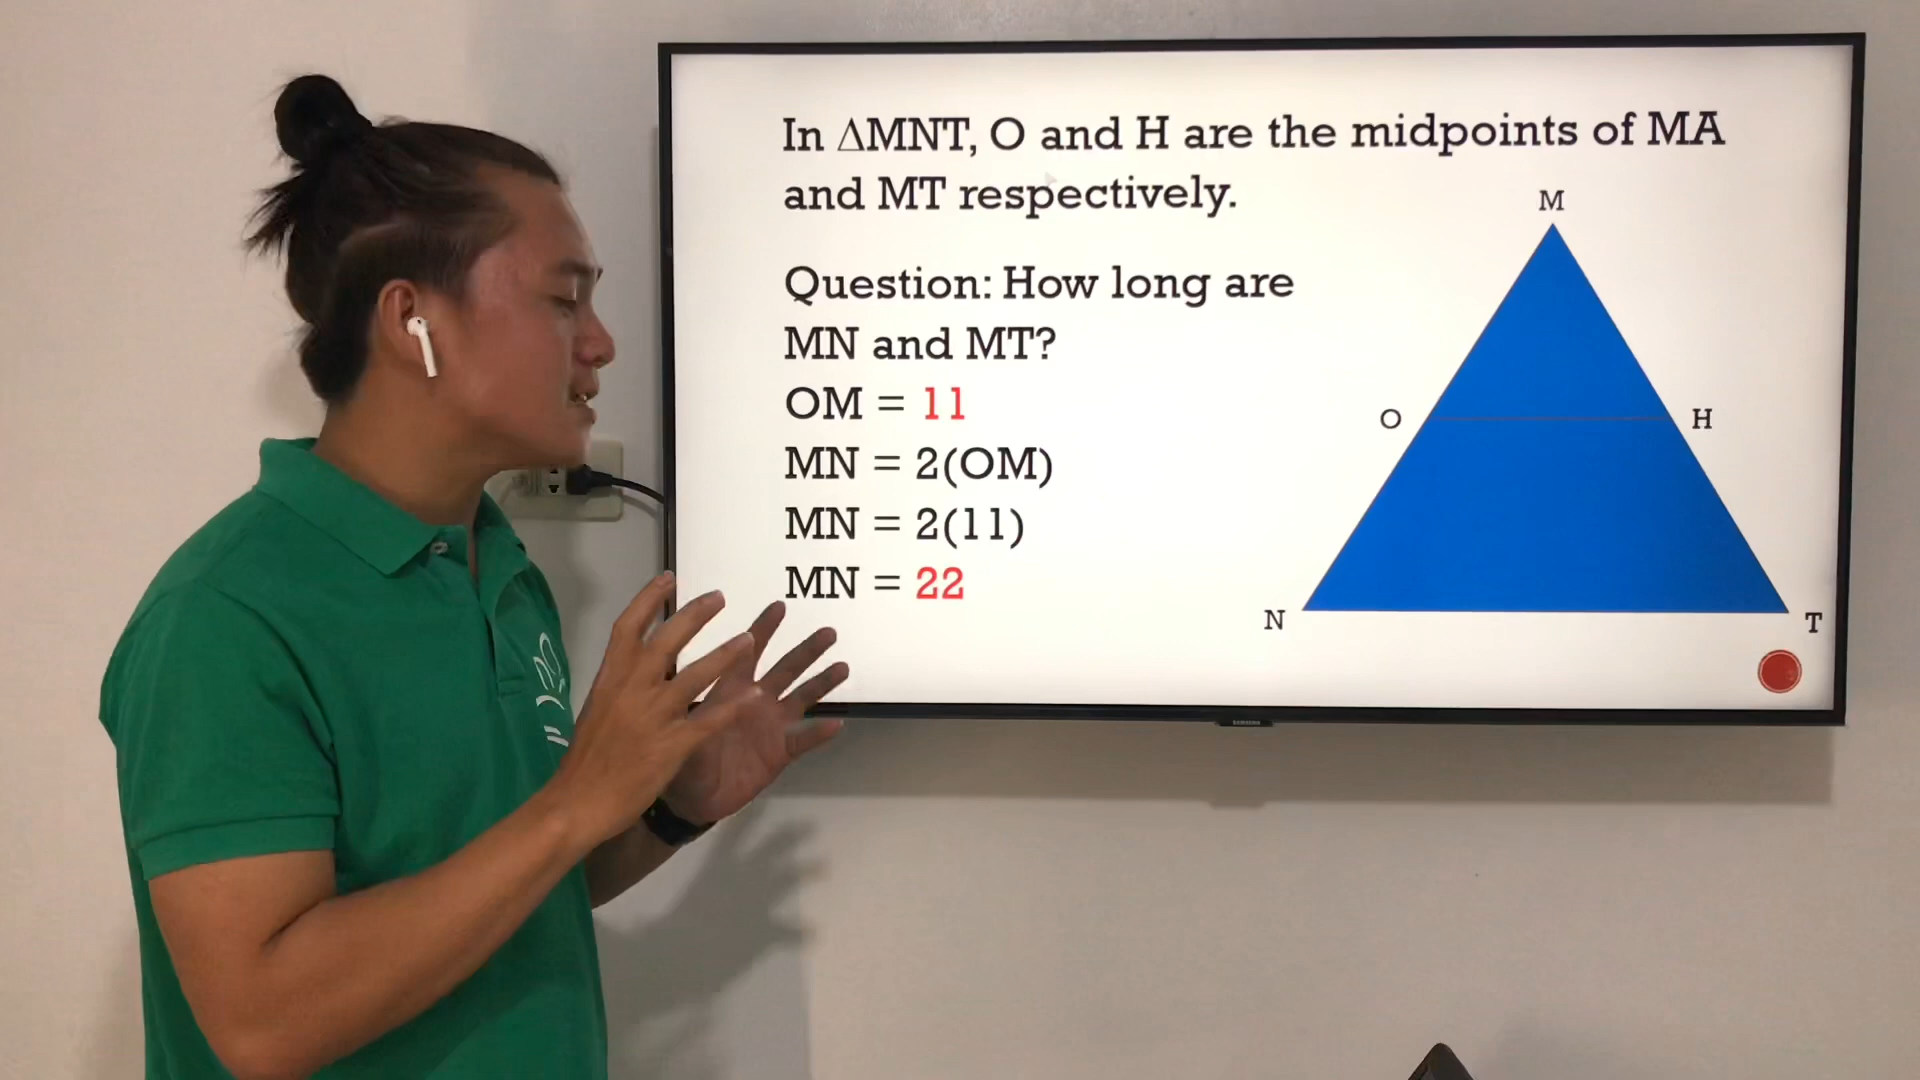 In ΔMNT, O and H are the midpoints of MA
and MT respectively.
M
Question: How long are
MN and MT?
OM = 11
O
H
MN = 2(OM)
MN = 2(11)
MN = 22
N
T
SAMSUNG